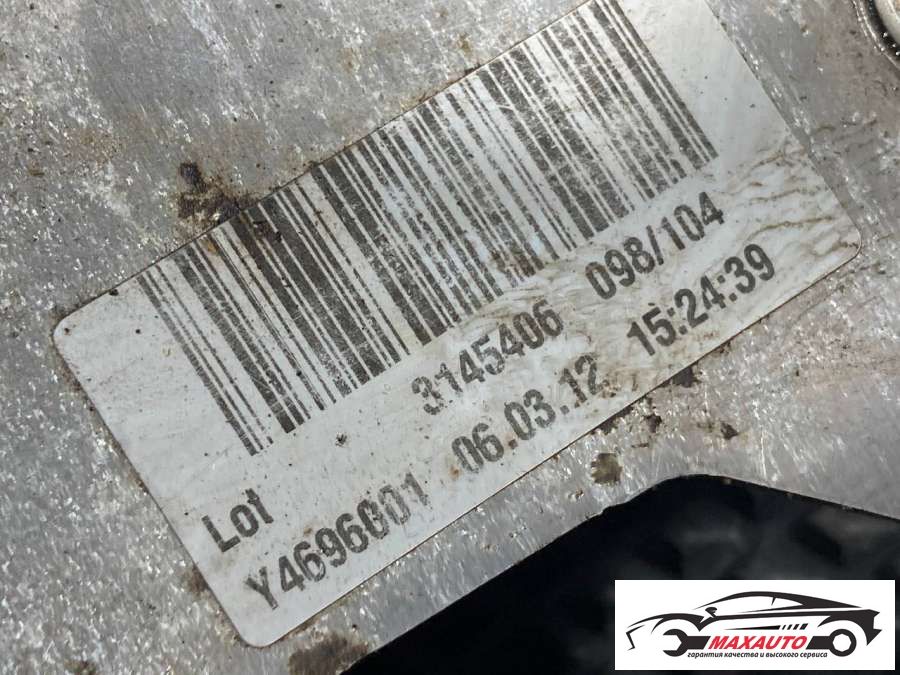 3145406 098/104
Lot
Y4696001 06.03.12 15:24:39
MAXAUTO
гарантия качества и высокого сервиса